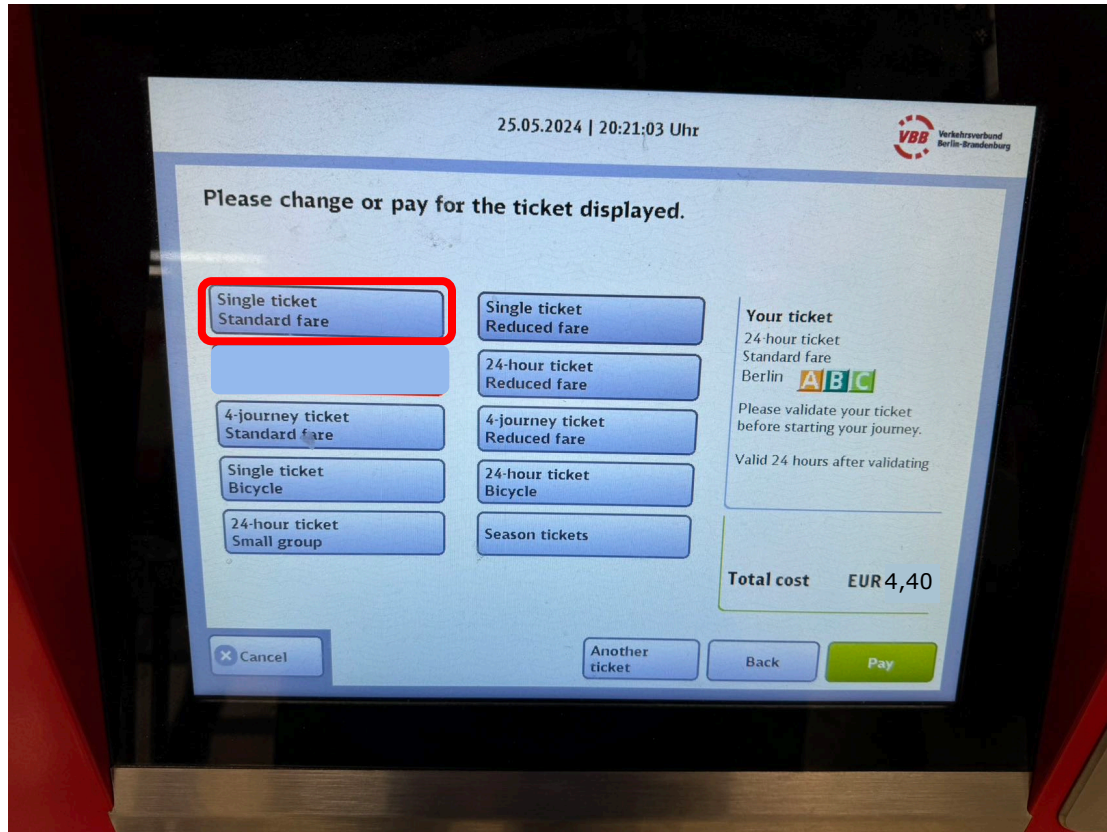 25.05.2024 | 20:21:03 Uhr
VBB Verkehrsverbund
Berlin-Brandenburg
Please change or pay for the ticket displayed.
Single ticket
Standard fare
Single ticket
Reduced fare
24-hour ticket
Reduced fare
4-journey ticket
Standard fare
4-journey ticket
Reduced fare
Single ticket
Bicycle
24-hour ticket
Bicycle
24-hour ticket
Small group
Season tickets
Your ticket
24-hour ticket
Standard fare
Berlin A B C
Please validate your ticket
before starting your journey.
Valid 24 hours after validating
Total cost EUR 4,40
Cancel
Another
ticket
Back
Pay